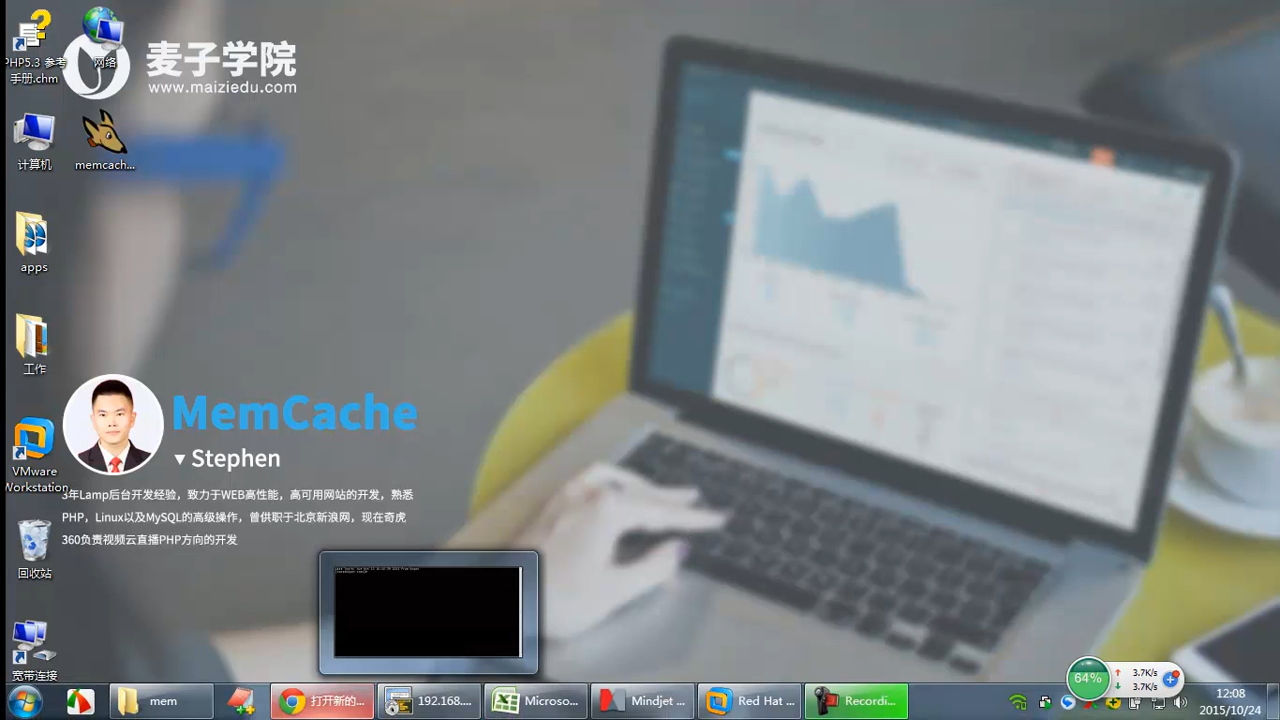 PHP5.3 参考
手册.chm
网络
麦子学院
www.maiziedu.com
计算机
memcach...
apps
工作
VMware
Workstation
回收站
宽带连接
MemCache
Stephen
3年Lamp后台开发经验，致力于WEB高性能，高可用网站的开发，熟悉
PHP，Linux以及MySQL的高级操作，曾供职于北京新浪网，现在奇虎
360负责视频云直播PHP方向的开发
mem
打开新的...
192.168....
Microso...
Mindjet ...
Red Hat ...
Recordi...
64%
3.7K/s
3.7K/s
12:08
2015/10/24